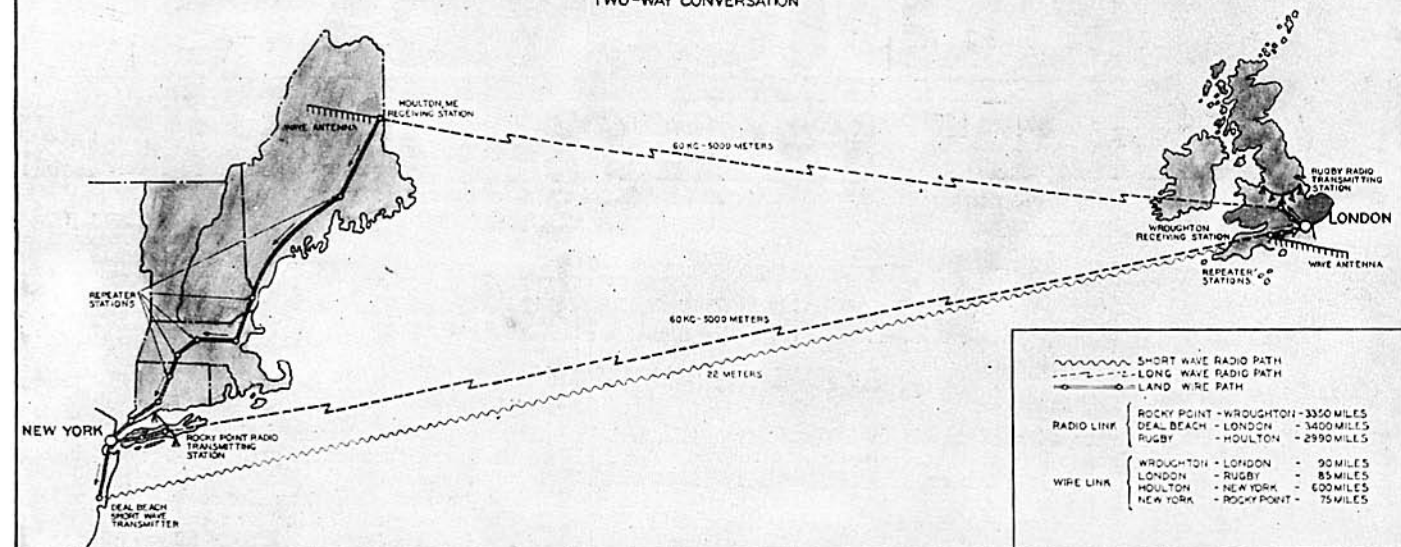 TWO-WAY CONVERSATION
HOULTON, ME
RECEIVING STATION
WAVE ANTENNA
60 KC - 5000 METERS
RUGBY RADIO
TRANSMITTING
STATION
LONDON
WROUGHTON
RECEIVING STATION
WAVE ANTENNA
REPEATER
STATIONS
REPEATER
STATIONS
60 KC - 5000 METERS
22 METERS
NEW YORK
ROCKY POINT RADIO
TRANSMITTING
STATION
DEAL BEACH
SHORT WAVE
TRANSMITTER
SHORT WAVE RADIO PATH
LONG WAVE RADIO PATH
LAND WIRE PATH
RADIO LINK
ROCKY POINT - WROUGHTON - 3350 MILES
DEAL BEACH - LONDON - 3400 MILES
RUGBY - HOULTON - 2990 MILES
WIRE LINK
WROUGHTON - LONDON - 90 MILES
LONDON - RUGBY - 85 MILES
HOULTON - NEW YORK - 600 MILES
NEW YORK - ROCKY POINT - 75 MILES